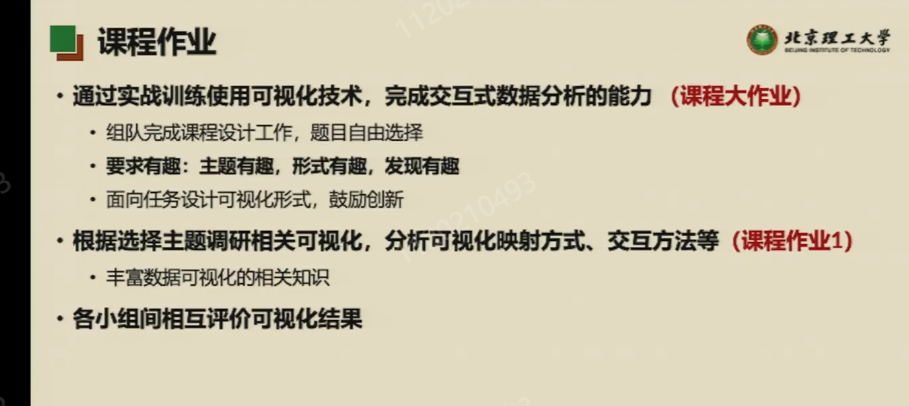 课程作业
北京理工大学
BEIJING INSTITUTE OF TECHNOLOGY
• 通过实战训练使用可视化技术，完成交互式数据分析的能力 （课程大作业）
• 组队完成课程设计工作，题目自由选择
• 要求有趣：主题有趣，形式有趣，发现有趣
• 面向任务设计可视化形式，鼓励创新
• 根据选择主题调研相关可视化，分析可视化映射方式、交互方法等（课程作业1）
• 丰富数据可视化的相关知识
• 各小组间相互评价可视化结果